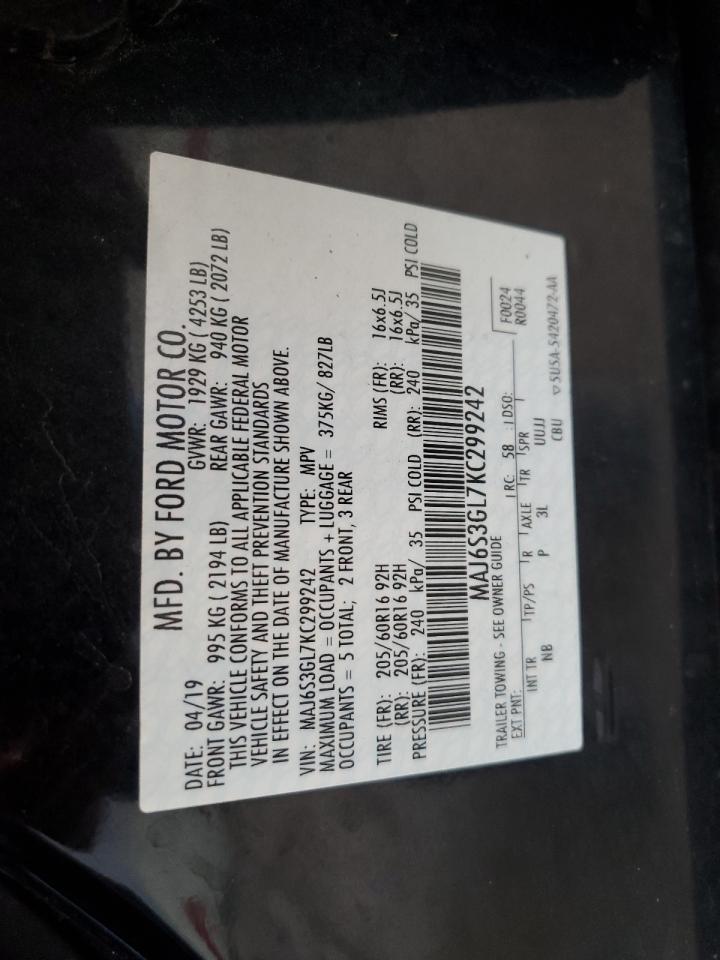 MFD. BY FORD MOTOR CO.
DATE: 04/19 GVWR: 1929 KG ( 4253 LB)
FRONT GAWR: 995 KG ( 2194 LB) REAR GAWR: 940 KG ( 2072 LB)
THIS VEHICLE CONFORMS TO ALL APPLICABLE FEDERAL MOTOR
VEHICLE SAFETY AND THEFT PREVENTION STANDARDS
IN EFFECT ON THE DATE OF MANUFACTURE SHOWN ABOVE.
VIN: MAJ6S3GL7KC299242 TYPE: MPV
MAXIMUM LOAD = OCCUPANTS + LUGGAGE = 375KG/ 827LB
OCCUPANTS = 5 TOTAL; 2 FRONT, 3 REAR
TIRE (FR): 205/60R16 92H RIMS (FR): 16x6.5J
(RR): 205/60R16 92H (RR): 16x6.5J
PRESSURE (FR): 240 kPa/ 35 PSI COLD (RR): 240 kPa/ 35 PSI COLD
MAJ6S3GL7KC299242
TRAILER TOWING - SEE OWNER GUIDE
EXT PNT: RC: 58 DSO: F0024
R0044
INT TR TP/PS R AXLE TR SPR
NB P 3L UUJJ
CBU
5USA-5420472-AA